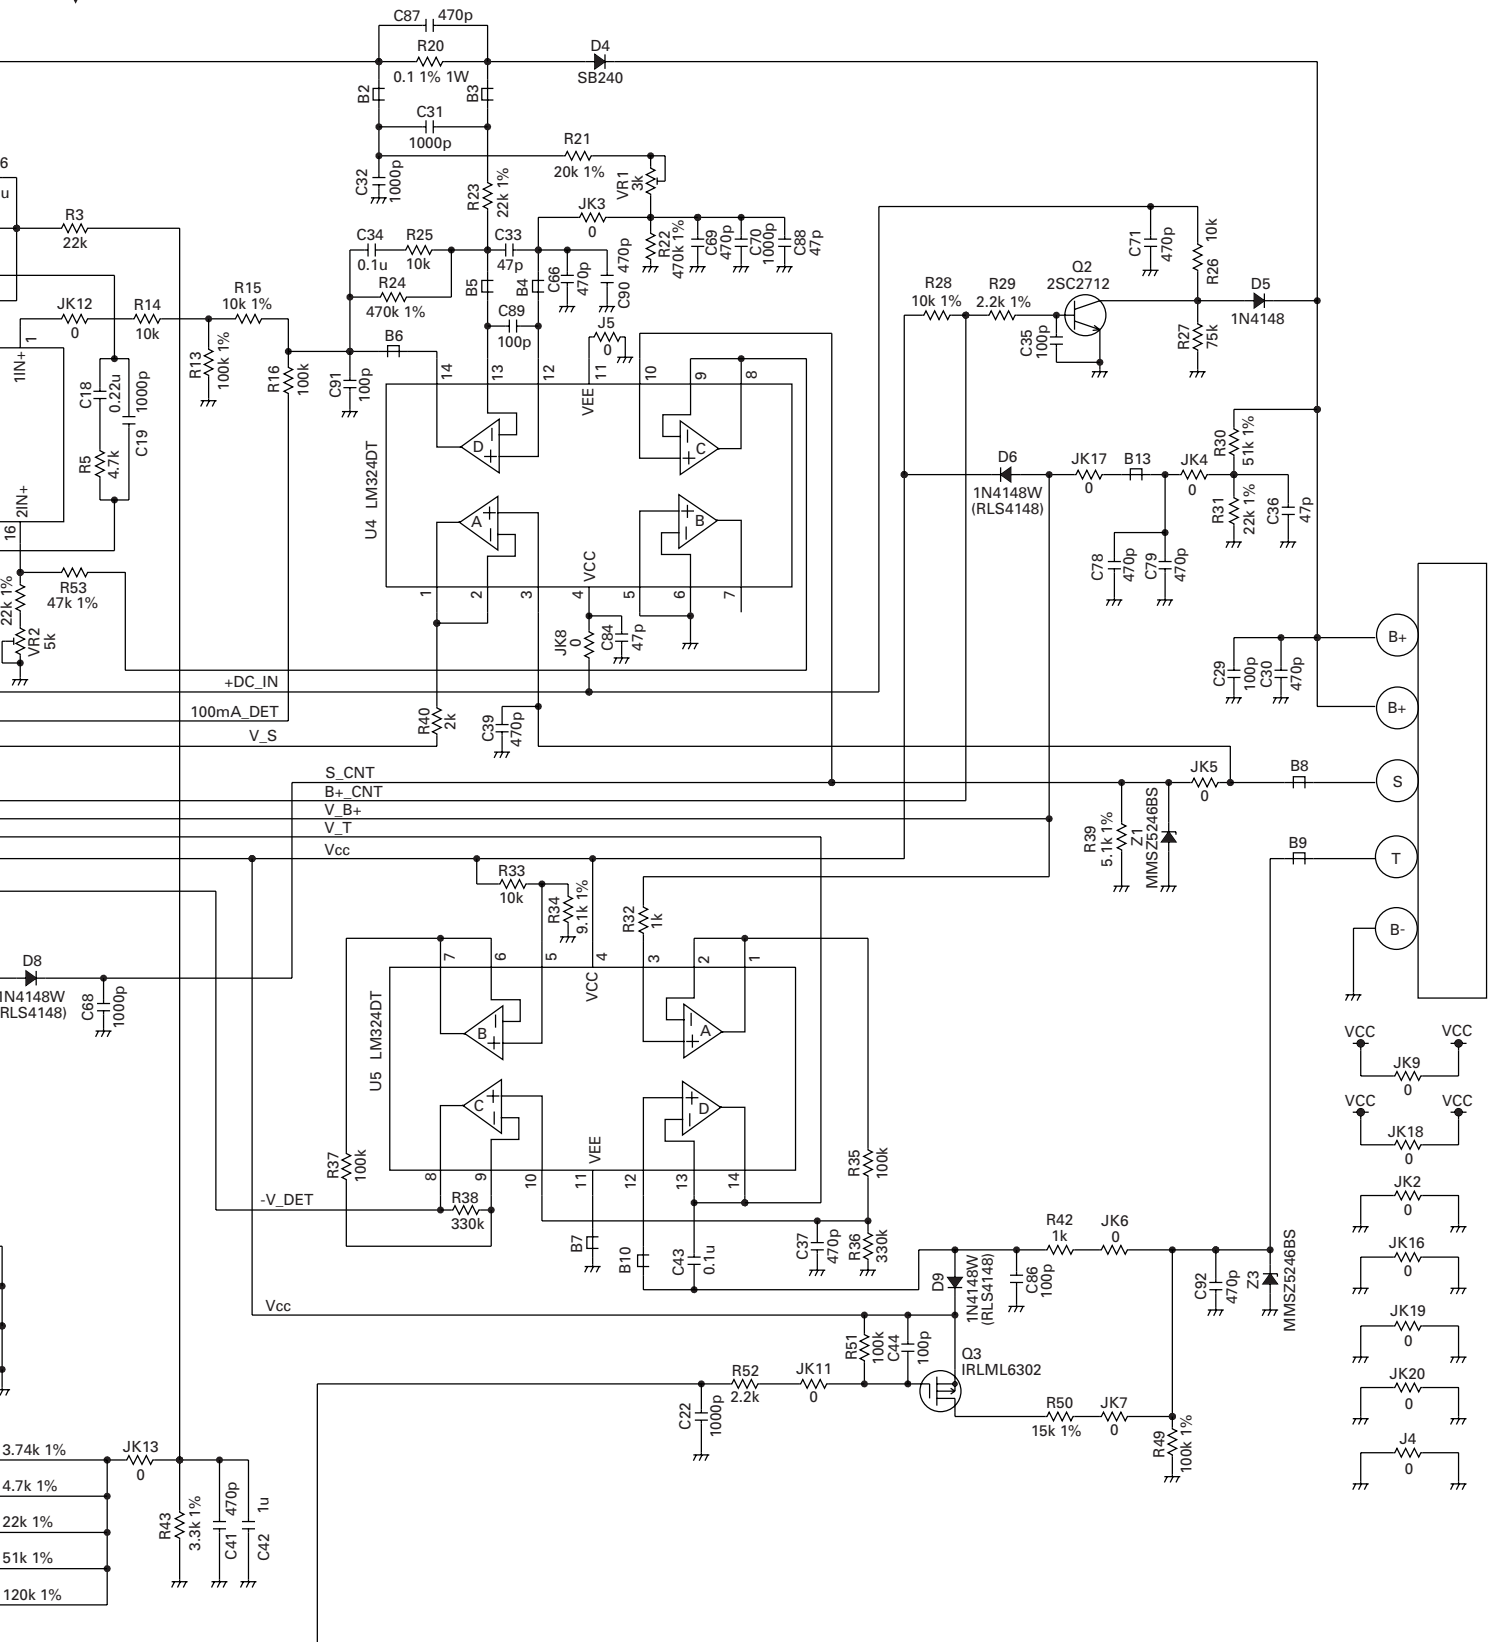 C87 470p
R20
0.1 1% 1W
D4
SB240
B2
B3
C31
1000p
R21
20k 1%
C32
1000p
R23
22k 1%
VR1
3k
6
u
R3
22k
JK3
0
C34
0.1u
R25
10k
C33
47p
R24
470k 1%
B5
B4
C66
470p
C90 470p
R22
470k 1%
C69
470p
C70
1000p
C88
47p
C71
470p
R26 10k
Q2
2SC2712
D5
1N4148
R28
10k 1%
R29
2.2k 1%
C35
100p
R27
75k
R15
10k 1%
JK12
0
R14
10k
C89
100p
J5
0
B6
1
1IN+
R13
100k 1%
R16
100k
C91
100p
C18
0.22u
1000p
C19
R5
4.7k
14
13
12
11
VEE
10
9
8
D
C
A
B
U4 LM324DT
VCC
1
2
3
4
5
6
7
2IN+
16
R53
47k 1%
22k 1%
VR2
5k
JK8
0
C84
47p
D6
1N4148W
(RLS4148)
JK17
0
B13
JK4
0
R30
51k 1%
R31
22k 1%
C36
47p
C78
470p
C79
470p
C29
100p
C30
470p
B+
B+
S
T
B-
+DC_IN
100mA_DET
V_S
R40
2k
C39
470p
S_CNT
B+_CNT
V_B+
V_T
Vcc
JK5
0
B8
R39
5.1k 1%
Z1
MMSZ5246BS
B9
R33
10k
R34
9.1k 1%
R32
1k
D8
1N4148W
RLS4148)
C68
1000p
7
6
5
4
VCC
3
2
1
B
A
C
D
U5 LM324DT
VEE
8
9
10
11
12
13
14
R37
100k
R35
100k
-V_DET
R38
330k
B7
B10
C43
0.1u
C37
470p
R36
330k
R42
1k
JK6
0
D9
1N4148W
(RLS4148)
C86
100p
C92
470p
Z3
MMSZ5246BS
Vcc
R51
100k
C44
100p
Q3
IRLML6302
R52
2.2k
JK11
0
C22
1000p
R50
15k 1%
JK7
0
R49
100k 1%
VCC
VCC
JK9
0
VCC
VCC
JK18
0
JK2
0
JK16
0
JK19
0
JK20
0
J4
0
3.74k 1%
JK13
0
4.7k 1%
22k 1%
51k 1%
120k 1%
R43
3.3k 1%
C41 470p
C42 1u